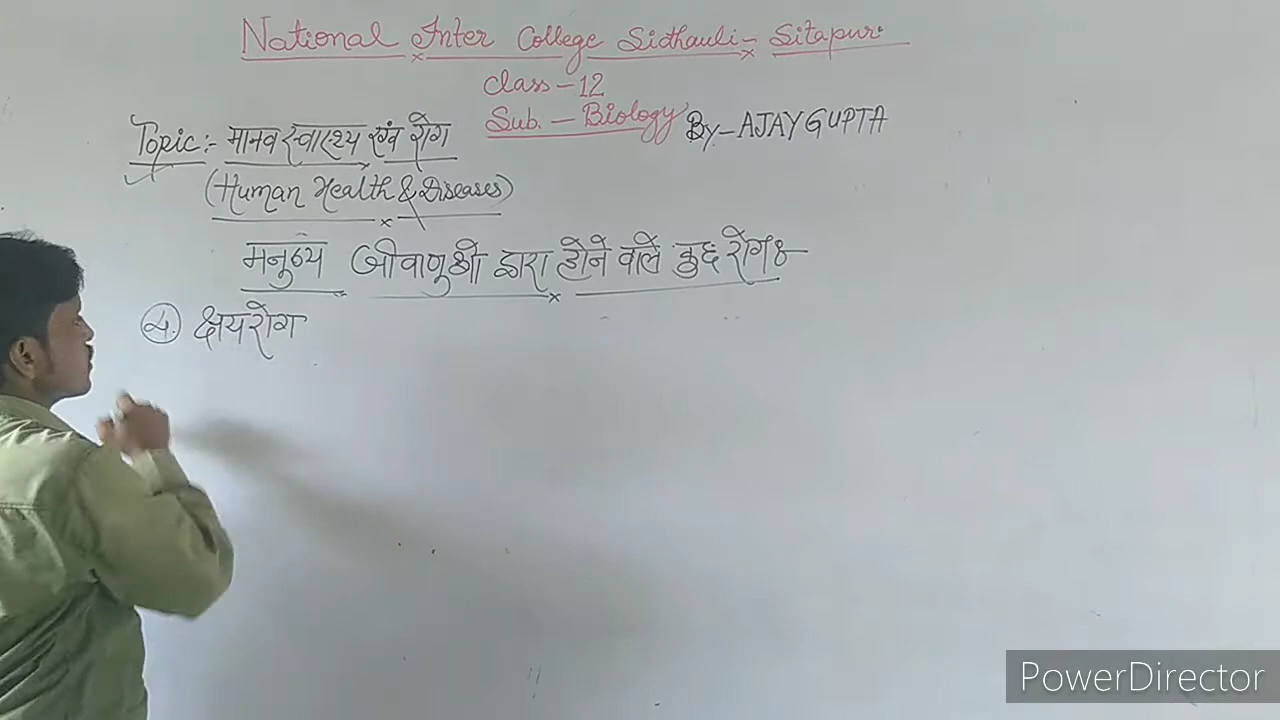 National Inter College Sidhauli - Sitapur
Class - 12
Sub. - Biology By - AJAY GUPTA
Topic :- मानव स्वास्थ्य एवं रोग
(Human Health & Diseases)
मनुष्य जीवाणुओ द्वारा होने वाले कुछ रोग :-
क्षयरोग
PowerDirector